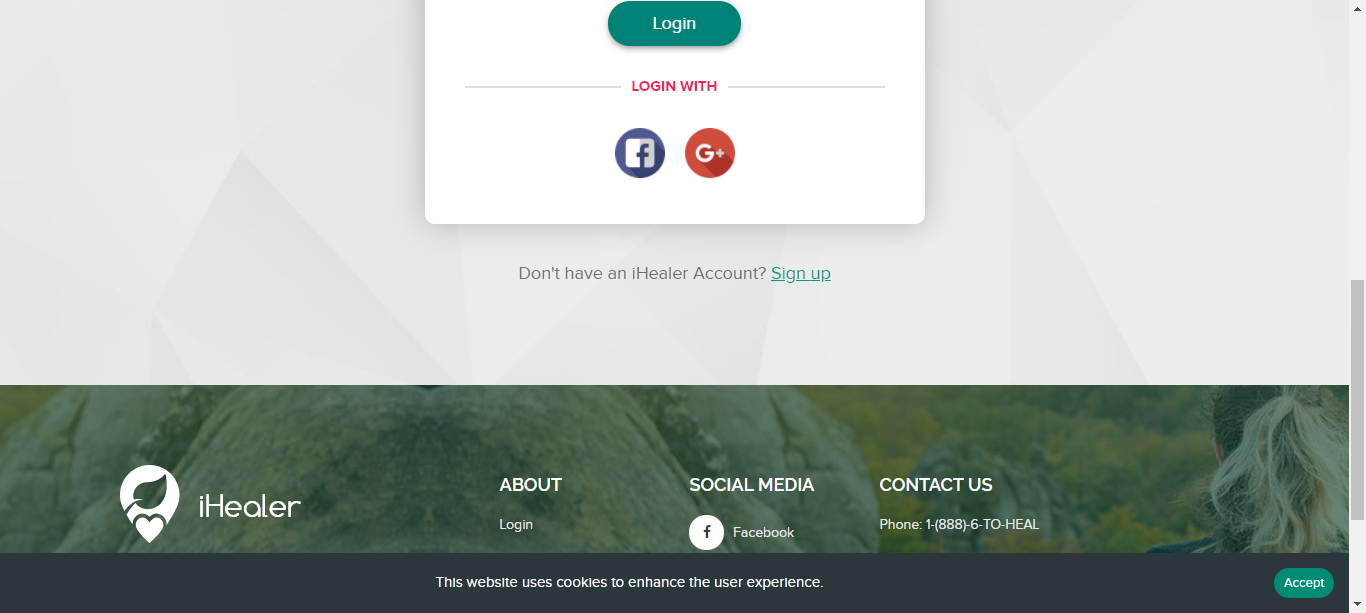 Login
LOGIN WITH
f G+
Don't have an iHealer Account? Sign up
iHealer
ABOUT
Login
SOCIAL MEDIA
f Facebook
CONTACT US
Phone: 1-(888)-6-TO-HEAL
This website uses cookies to enhance the user experience.
Accept